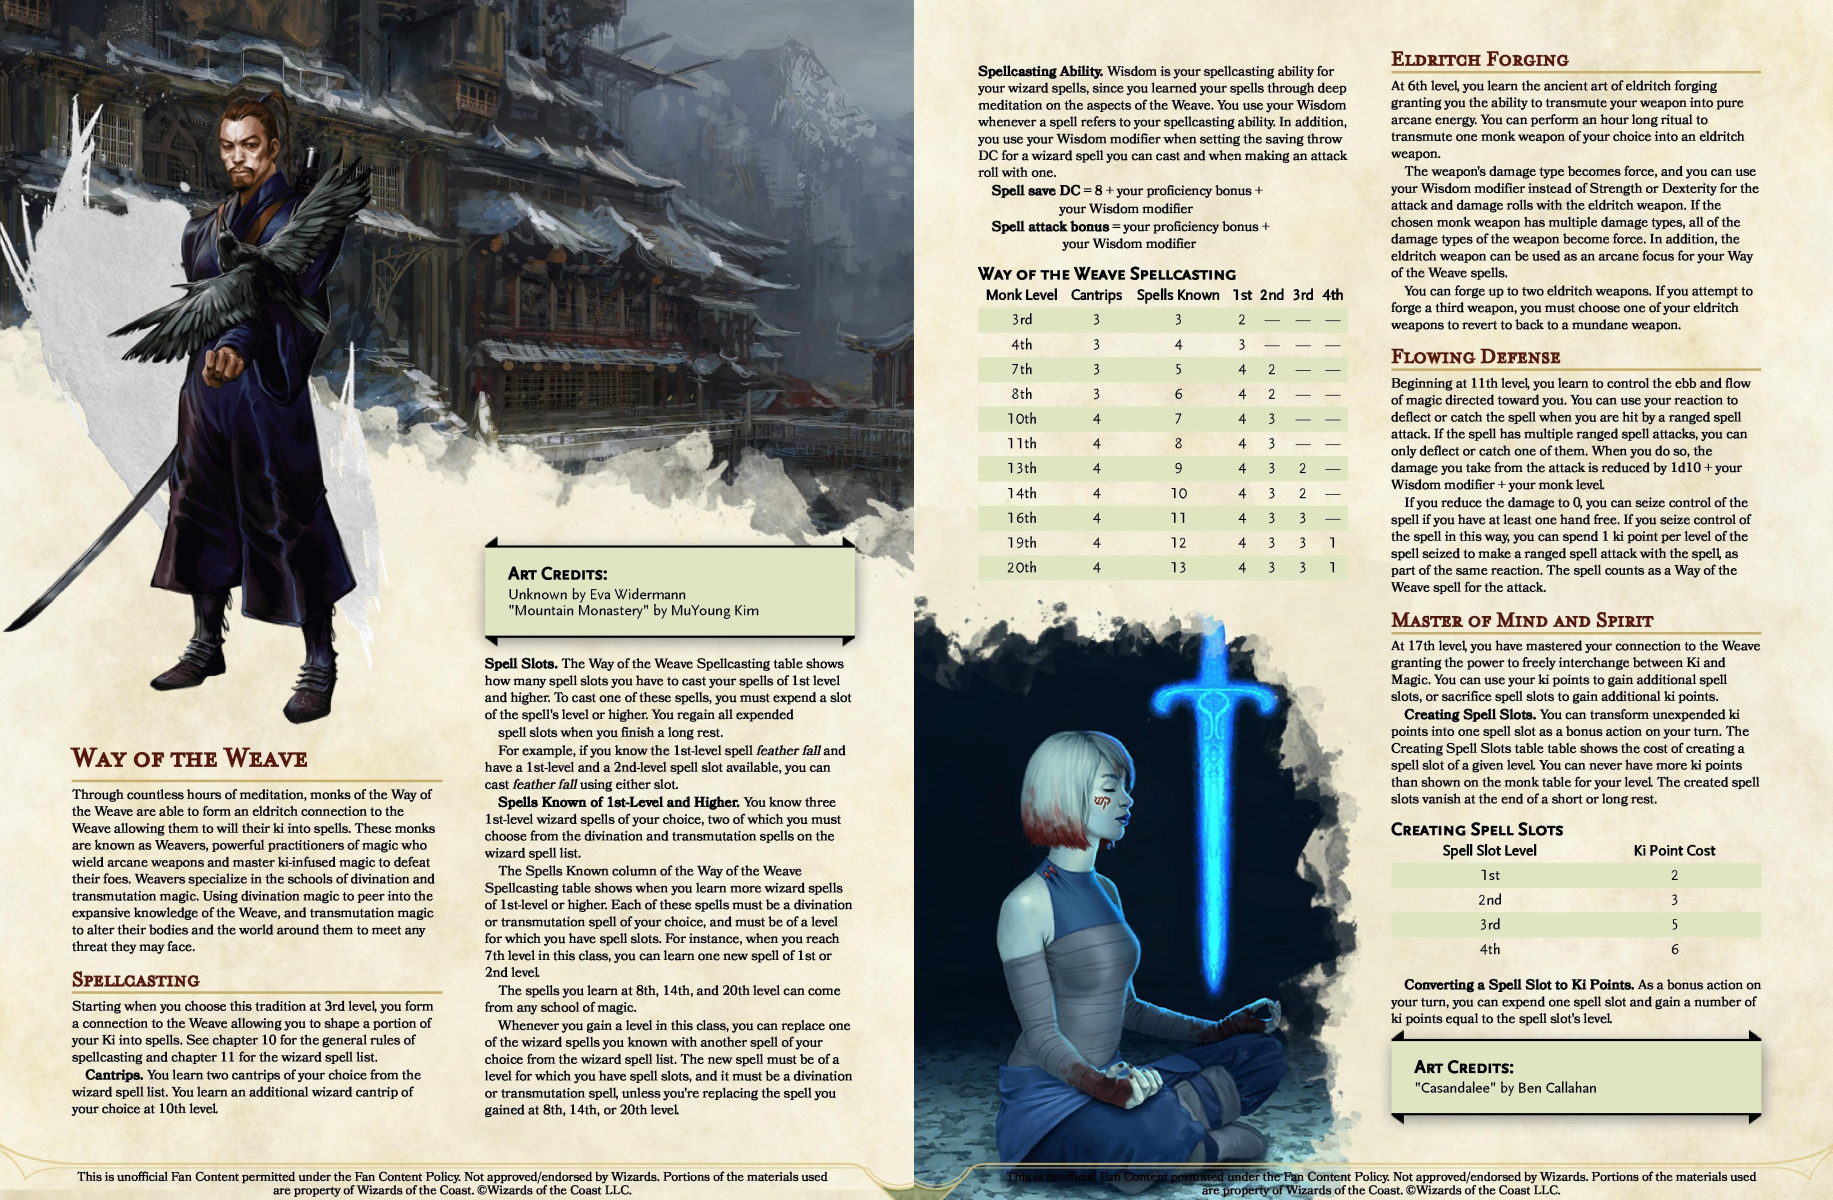 WAY OF THE WEAVE
Through countless hours of meditation, monks of the Way of
the Weave are able to form an eldritch connection to the
Weave allowing them to will their ki into spells. These monks
are known as Weavers, powerful practitioners of magic who
wield arcane weapons and master ki-infused magic to defeat
their foes. Weavers specialize in the schools of divination and
transmutation magic. Using divination magic to peer into the
expansive knowledge of the Weave, and transmutation magic
to alter their bodies and the world around them to meet any
threat they may face.
SPELLCASTING
Starting when you choose this tradition at 3rd level, you form
a connection to the Weave allowing you to shape a portion of
your Ki into spells. See chapter 10 for the general rules of
spellcasting and chapter 11 for the wizard spell list.
Cantrips. You learn two cantrips of your choice from the
wizard spell list. You learn an additional wizard cantrip of
your choice at 10th level.
ART CREDITS:
Unknown by Eva Widermann
"Mountain Monastery" by MuYoung Kim
Spell Slots. The Way of the Weave Spellcasting table shows
how many spell slots you have to cast your spells of 1st level
and higher. To cast one of these spells, you must expend a slot
of the spell's level or higher. You regain all expended
spell slots when you finish a long rest.
For example, if you know the 1st-level spell feather fall and
have a 1st-level and a 2nd-level spell slot available, you can
cast feather fall using either slot.
Spells Known of 1st-Level and Higher. You know three
1st-level wizard spells of your choice, two of which you must
choose from the divination and transmutation spells on the
wizard spell list.
The Spells Known column of the Way of the Weave
Spellcasting table shows when you learn more wizard spells
of 1st-level or higher. Each of these spells must be a divination
or transmutation spell of your choice, and must be of a level
for which you have spell slots. For instance, when you reach
7th level in this class, you can learn one new spell of 1st or
2nd level.
The spells you learn at 8th, 14th, and 20th level can come
from any school of magic.
Whenever you gain a level in this class, you can replace one
of the wizard spells you known with another spell of your
choice from the wizard spell list. The new spell must be of a
level for which you have spell slots, and it must be a divination
or transmutation spell, unless you're replacing the spell you
gained at 8th, 14th, or 20th level.
This is unofficial Fan Content permitted under the Fan Content Policy. Not approved/endorsed by Wizards. Portions of the materials used
are property of Wizards of the Coast. ©Wizards of the Coast LLC.
Spellcasting Ability. Wisdom is your spellcasting ability for
your wizard spells, since you learned your spells through deep
meditation on the aspects of the Weave. You use your Wisdom
whenever a spell refers to your spellcasting ability. In addition,
you use your Wisdom modifier when setting the saving throw
DC for a wizard spell you can cast and when making an attack
roll with one.
Spell save DC = 8 + your proficiency bonus +
your Wisdom modifier
Spell attack bonus = your proficiency bonus +
your Wisdom modifier
WAY OF THE WEAVE SPELLCASTING
Monk Level Cantrips Spells Known 1st 2nd 3rd 4th
3rd 3 3 2 — — —
4th 3 4 3 — — —
7th 3 5 4 2 — —
8th 3 6 4 2 — —
10th 4 7 4 3 — —
11th 4 8 4 3 — —
13th 4 9 4 3 2 —
14th 4 10 4 3 2 —
16th 4 11 4 3 3 —
19th 4 12 4 3 3 1
20th 4 13 4 3 3 1
ELDRITCH FORGING
At 6th level, you learn the ancient art of eldritch forging
granting you the ability to transmute your weapon into pure
arcane energy. You can perform an hour long ritual to
transmute one monk weapon of your choice into an eldritch
weapon.
The weapon's damage type becomes force, and you can use
your Wisdom modifier instead of Strength or Dexterity for the
attack and damage rolls with the eldritch weapon. If the
chosen monk weapon has multiple damage types, all of the
damage types of the weapon become force. In addition, the
eldritch weapon can be used as an arcane focus for your Way
of the Weave spells.
You can forge up to two eldritch weapons. If you attempt to
forge a third weapon, you must choose one of your eldritch
weapons to revert to back to a mundane weapon.
FLOWING DEFENSE
Beginning at 11th level, you learn to control the ebb and flow
of magic directed toward you. You can use your reaction to
deflect or catch the spell when you are hit by a ranged spell
attack. If the spell has multiple ranged spell attacks, you can
only deflect or catch one of them. When you do so, the
damage you take from the attack is reduced by 1d10 + your
Wisdom modifier + your monk level.
If you reduce the damage to 0, you can seize control of the
spell if you have at least one hand free. If you seize control of
the spell in this way, you can spend 1 ki point per level of the
spell seized to make a ranged spell attack with the spell, as
part of the same reaction. The spell counts as a Way of the
Weave spell for the attack.
MASTER OF MIND AND SPIRIT
At 17th level, you have mastered your connection to the Weave
granting the power to freely interchange between Ki and
Magic. You can use your ki points to gain additional spell
slots, or sacrifice spell slots to gain additional ki points.
Creating Spell Slots. You can transform unexpended ki
points into one spell slot as a bonus action on your turn. The
Creating Spell Slots table table shows the cost of creating a
spell slot of a given level. You can never have more ki points
than shown on the monk table for your level. The created spell
slots vanish at the end of a short or long rest.
CREATING SPELL SLOTS
Spell Slot Level Ki Point Cost
1st 2
2nd 3
3rd 5
4th 6
Converting a Spell Slot to Ki Points. As a bonus action on
your turn, you can expend one spell slot and gain a number of
ki points equal to the spell slot's level.
ART CREDITS:
"Casandalee" by Ben Callahan
This is unofficial Fan Content permitted under the Fan Content Policy. Not approved/endorsed by Wizards. Portions of the materials used
are property of Wizards of the Coast. ©Wizards of the Coast LLC.